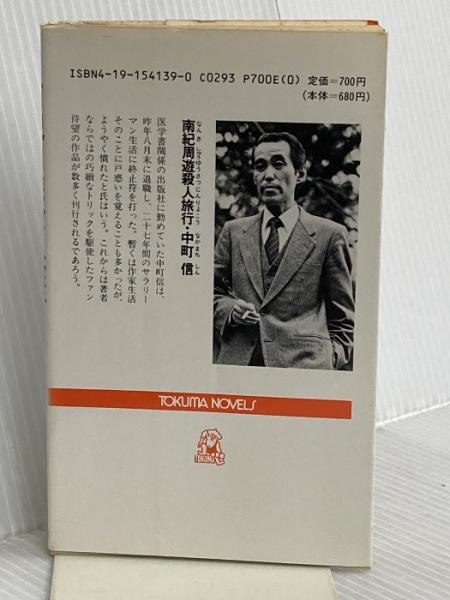 ISBN4-19-154139-0 C0293 P700E(0) 定価=700円
(本体=680円)
なんきしゅうゆうさつじんりょこう なかまち しん
南紀周遊殺人旅行・中町 信
医学書関係の出版社に勤めていた中町信は、
昨年八月末に退職し、二十七年間のサラリー
マン生活に終止符を打った。暫くは作家生活
そのことに戸惑いを覚えることも多かったが、
ようやく慣れたと氏はいう。これからは著者
ならではの巧緻なトリックを駆使したファン
待望の作品が数多く刊行されるであろう。
TOKUMA NOVELS
TOKUMA